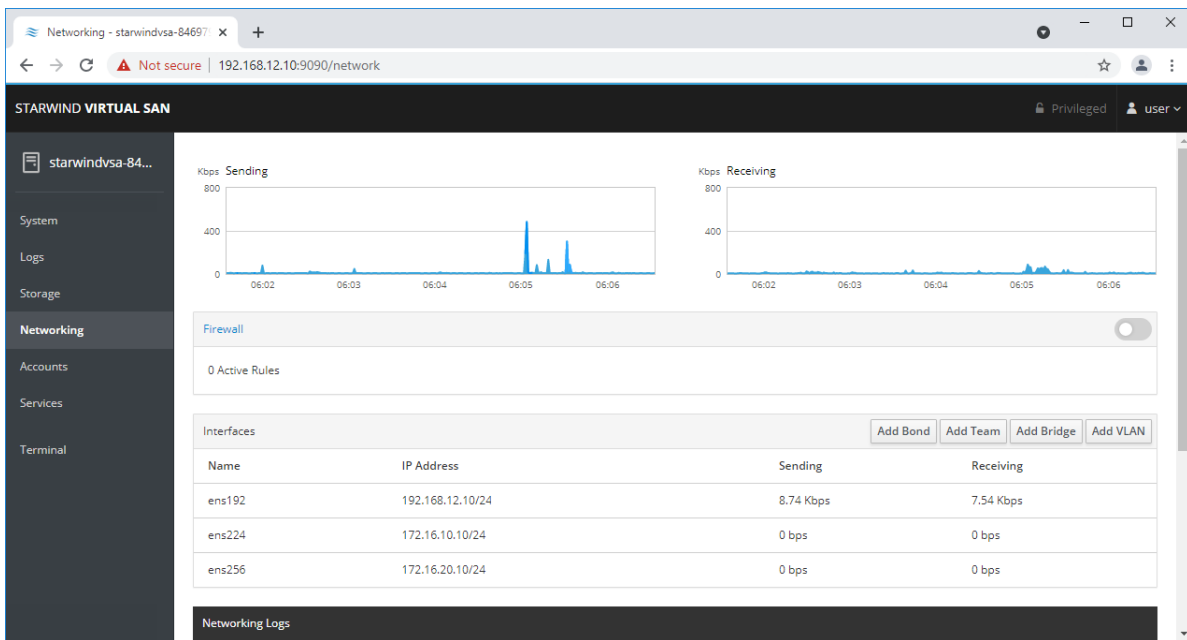 Networking - starwindvsa-84697
Not secure | 192.168.12.10:9090/network
STARWIND VIRTUAL SAN
Privileged
user
starwindvsa-84...
System
Logs
Storage
Networking
Accounts
Services
Terminal
Kbps Sending
800
400
0
06:02 06:03 06:04 06:05 06:06
Kbps Receiving
800
400
0
06:02 06:03 06:04 06:05 06:06
Firewall
0 Active Rules
Interfaces Add Bond Add Team Add Bridge Add VLAN
Name IP Address Sending Receiving
ens192 192.168.12.10/24 8.74 Kbps 7.54 Kbps
ens224 172.16.10.10/24 0 bps 0 bps
ens256 172.16.20.10/24 0 bps 0 bps
Networking Logs